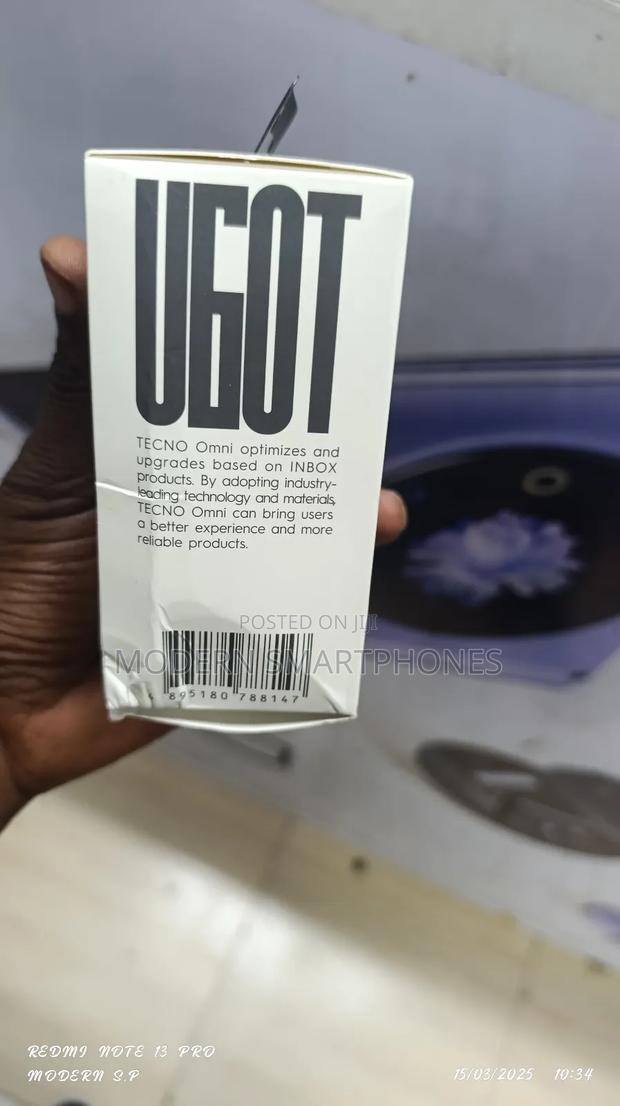 U6OT
TECNO Omni optimizes and
upgrades based on INBOX
products. By adopting industry-
leading technology and materials,
TECNO Omni can bring users
a better experience and more
reliable products.
POSTED ON JIJI
MODERN SMARTPHONES
4 895180 788147
REDMI NOTE 13 PRO
MODERN S.P
15/03/2025 10:34